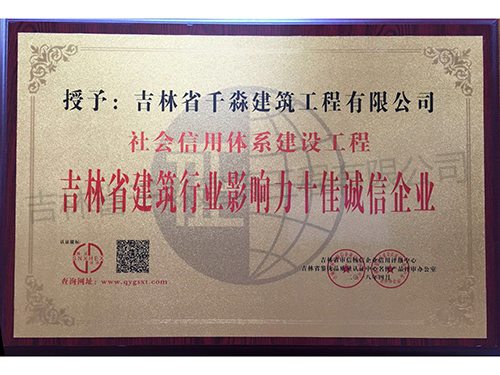 授予：吉林省千淼建筑工程有限公司
社会信用体系建设工程
吉林省建筑行业影响力十佳诚信企业
查询网址：www.qygsxt.com